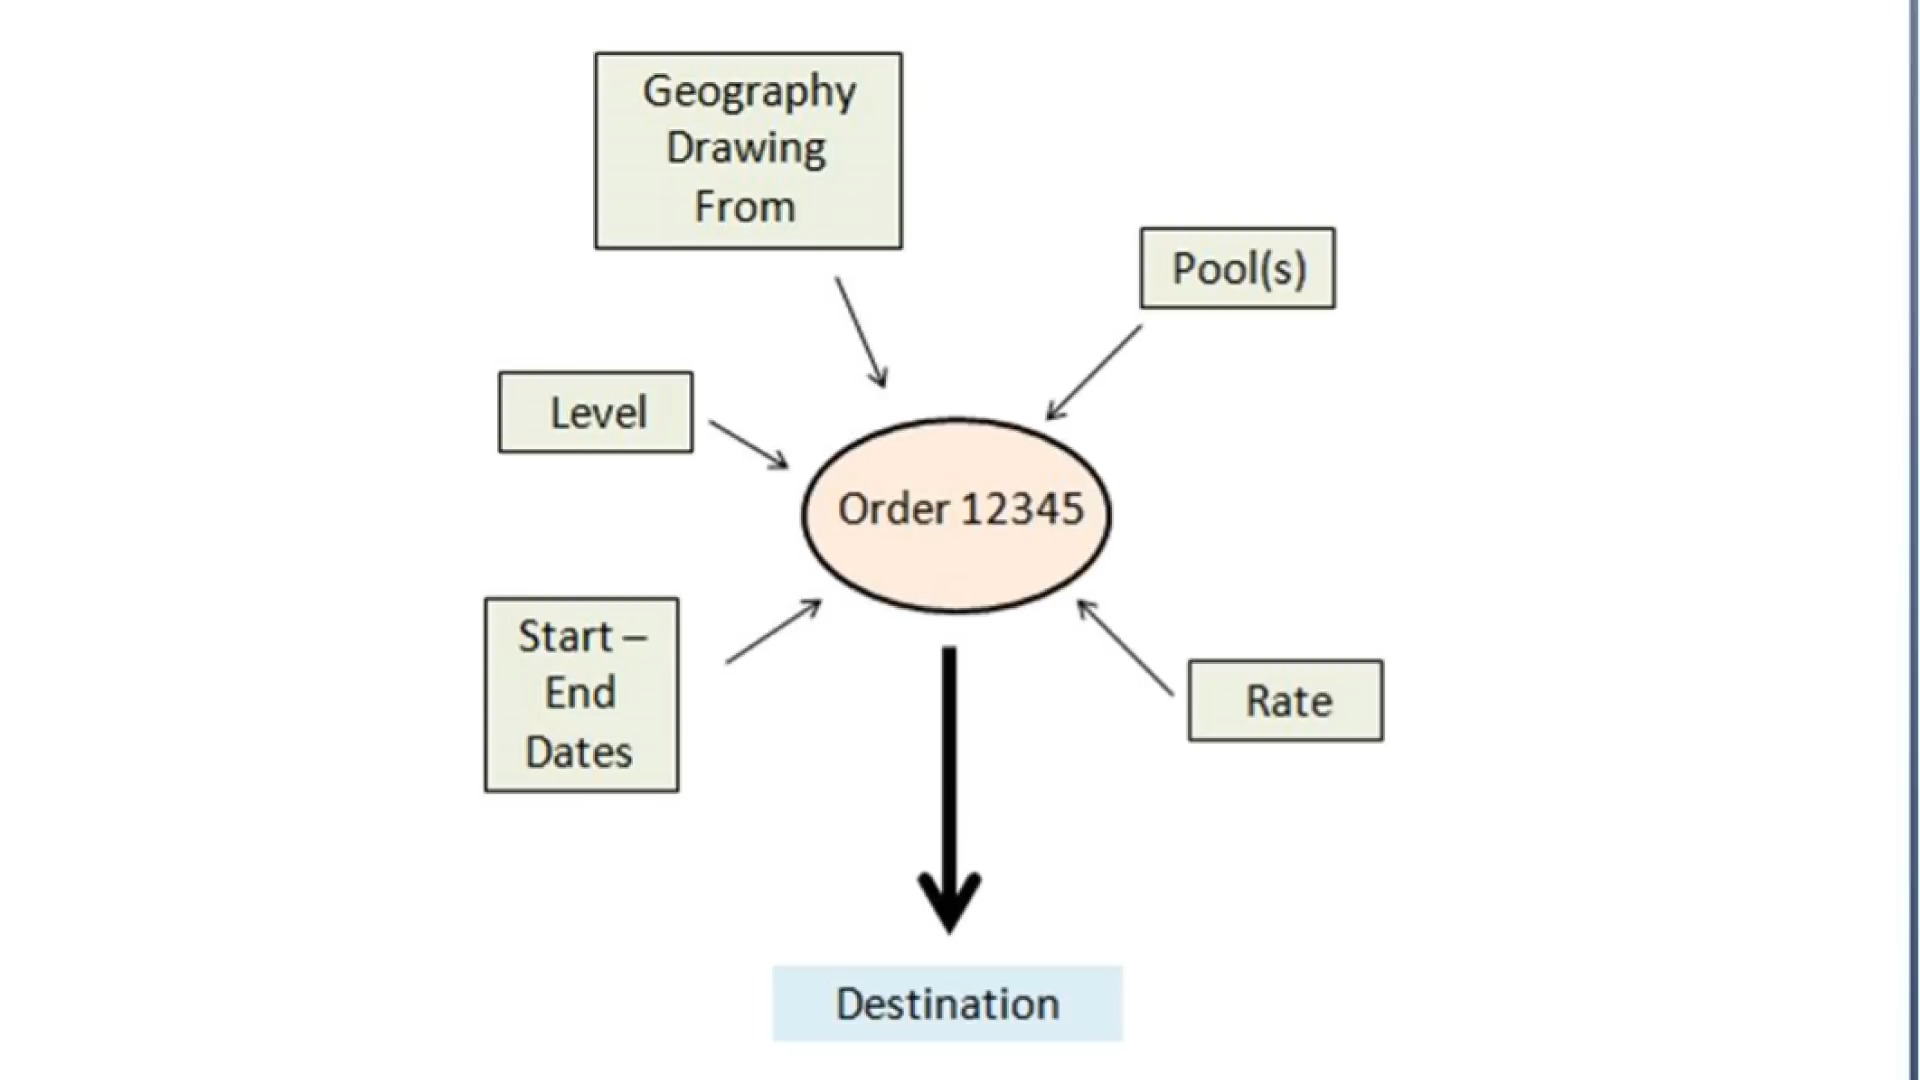 Geography
Drawing
From
Pool(s)
Level
Order 12345
Start –
End
Dates
Rate
Destination